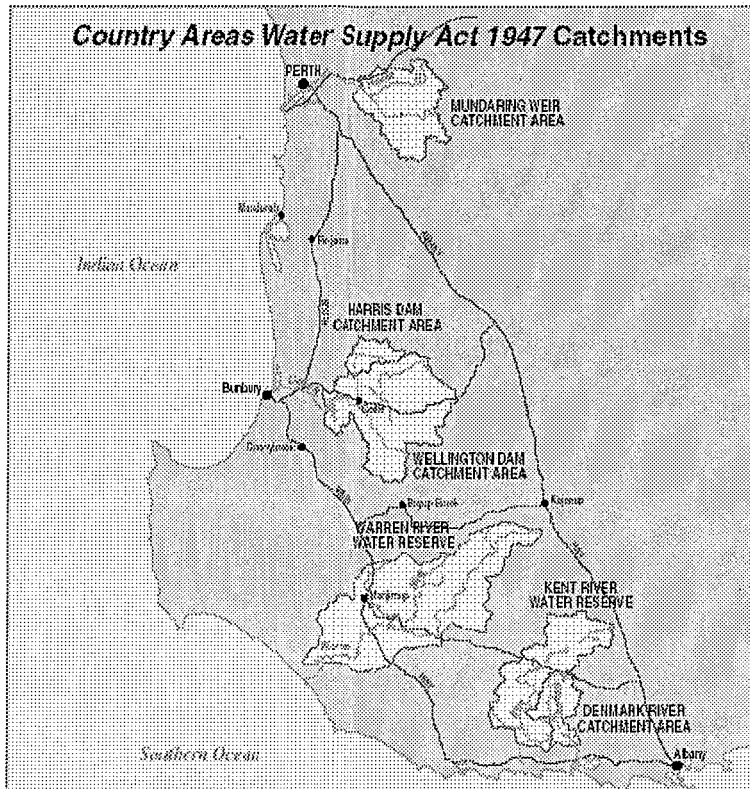 Country Areas Water Supply Act 1947 Catchments
PERTH
MUNDARING WEIR
CATCHMENT AREA
Mandurah
Pinjarra
Indian Ocean
HARRIS DAM
CATCHMENT AREA
Bunbury
Collie
Donnybrook
WELLINGTON DAM
CATCHMENT AREA
Boyup Brook
Kojonup
WARREN RIVER
WATER RESERVE
KENT RIVER
WATER RESERVE
Manjimup
DENMARK RIVER
CATCHMENT AREA
Southern Ocean
Albany